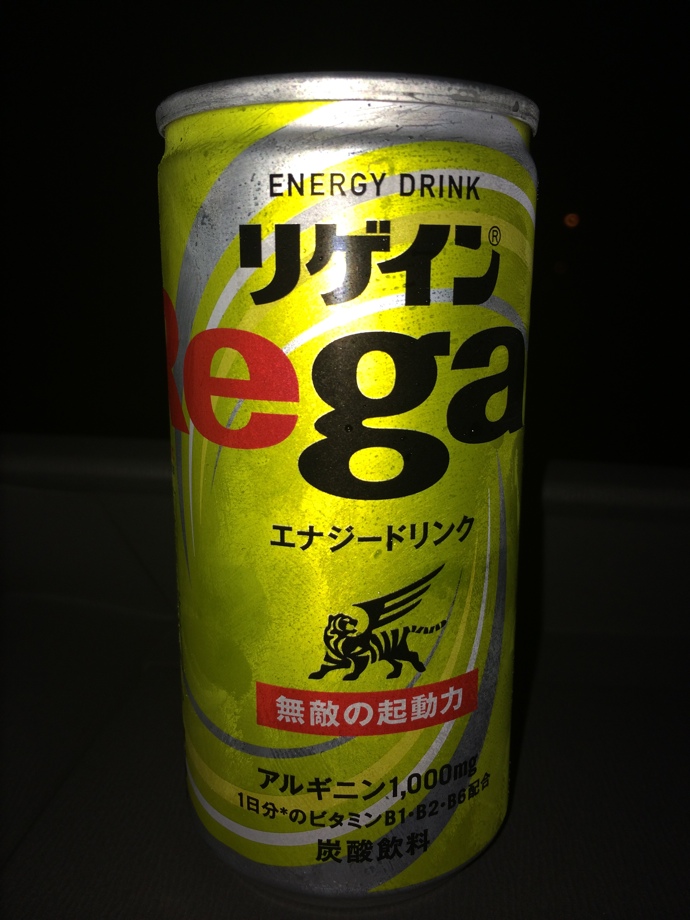 ENERGY DRINK
リゲイン®
Rega
エナジードリンク
無敵の起動力
アルギニン1,000mg
1日分*のビタミンB1・B2・B6配合
炭酸飲料